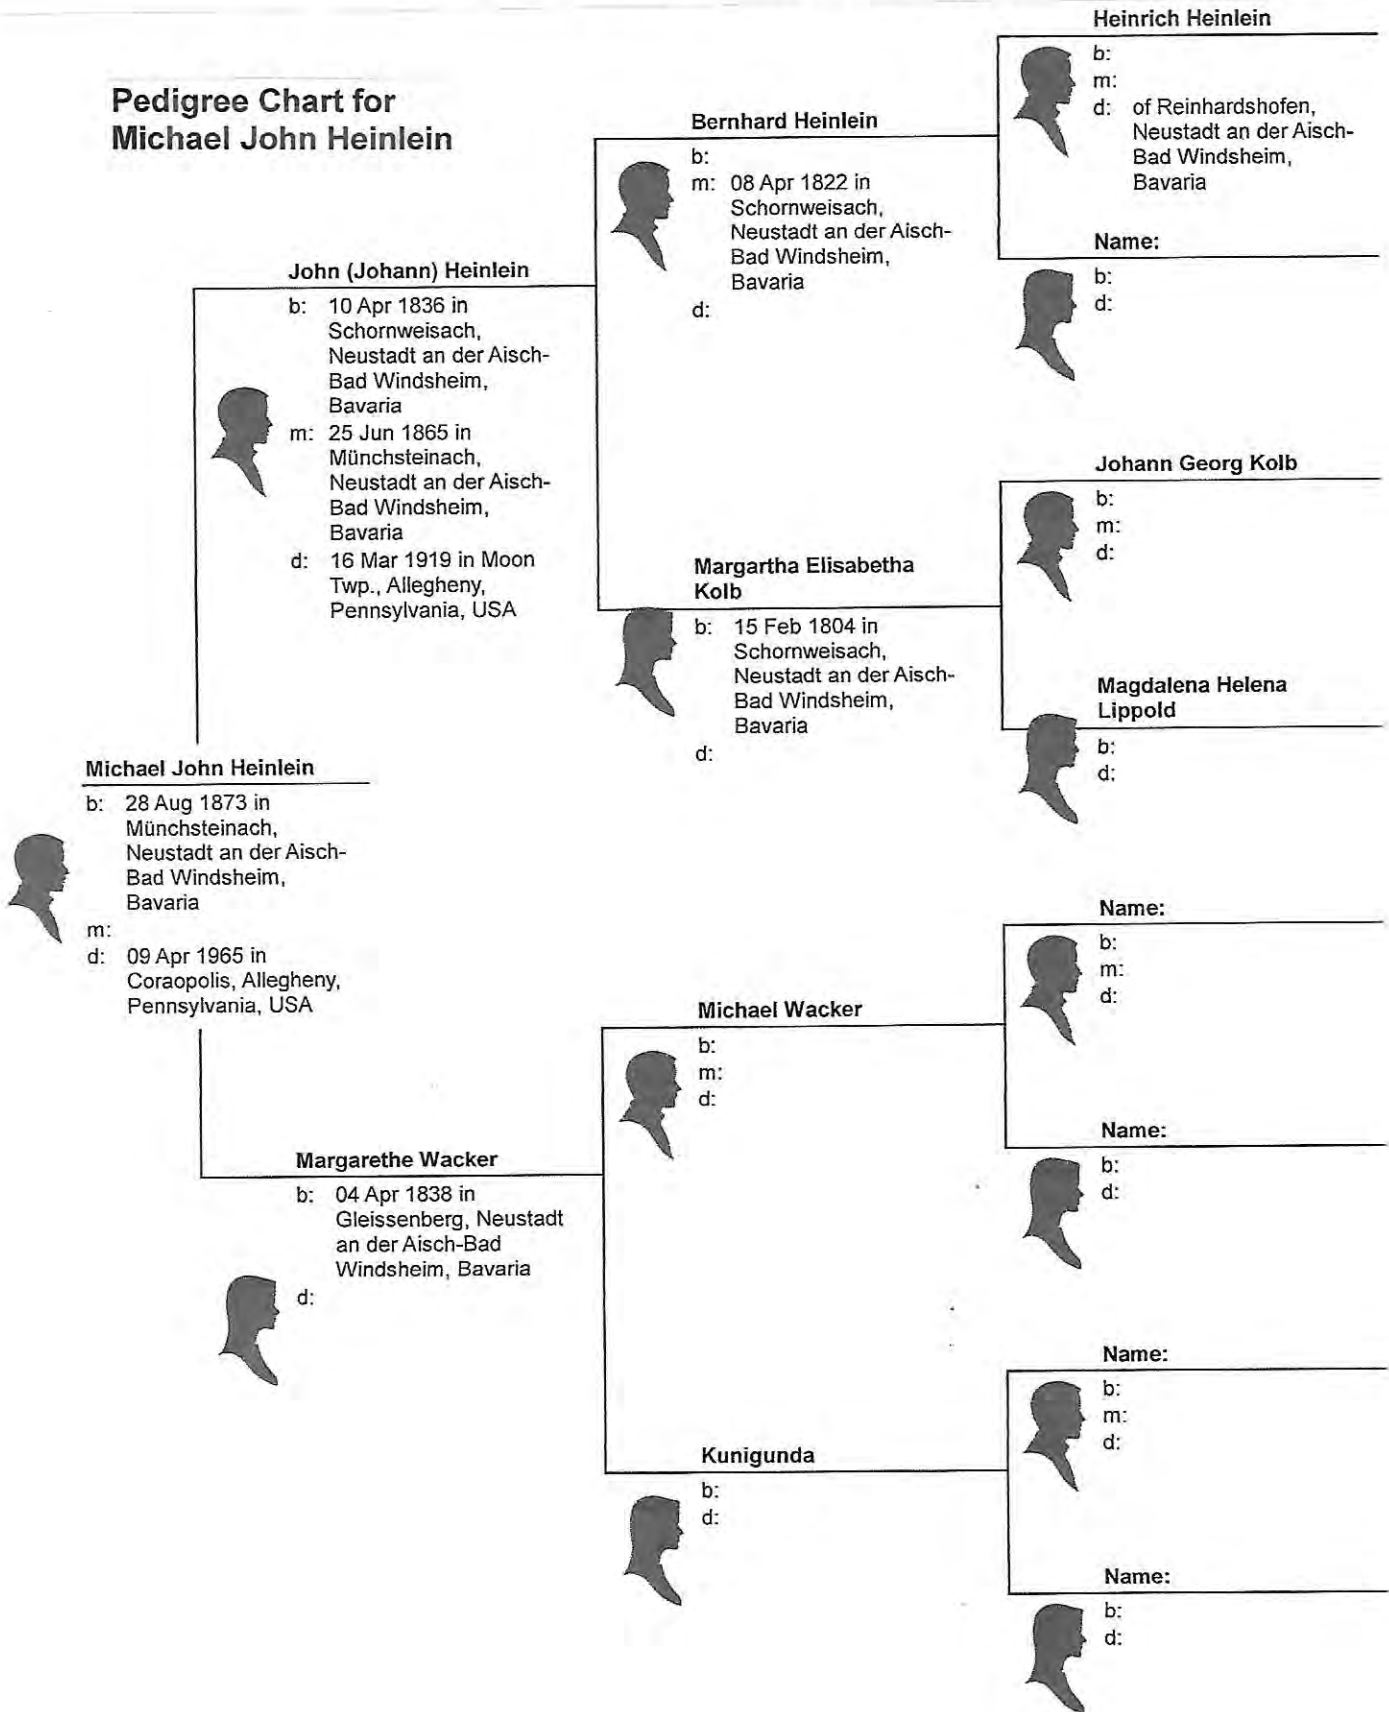 Pedigree Chart for
Michael John Heinlein
Heinrich Heinlein
b:
m:
d: of Reinhardshofen,
Neustadt an der Aisch-
Bad Windsheim,
Bavaria
Bernhard Heinlein
b:
m: 08 Apr 1822 in
Schornweisach,
Neustadt an der Aisch-
Bad Windsheim,
Bavaria
d:
Name:
b:
d:
John (Johann) Heinlein
b: 10 Apr 1836 in
Schornweisach,
Neustadt an der Aisch-
Bad Windsheim,
Bavaria
m: 25 Jun 1865 in
Münchsteinach,
Neustadt an der Aisch-
Bad Windsheim,
Bavaria
d: 16 Mar 1919 in Moon
Twp., Allegheny,
Pennsylvania, USA
Johann Georg Kolb
b:
m:
d:
Margartha Elisabetha
Kolb
b: 15 Feb 1804 in
Schornweisach,
Neustadt an der Aisch-
Bad Windsheim,
Bavaria
d:
Magdalena Helena
Lippold
b:
d:
Michael John Heinlein
b: 28 Aug 1873 in
Münchsteinach,
Neustadt an der Aisch-
Bad Windsheim,
Bavaria
m:
d: 09 Apr 1965 in
Coraopolis, Allegheny,
Pennsylvania, USA
Name:
b:
m:
d:
Michael Wacker
b:
m:
d:
Name:
b:
d:
Margarethe Wacker
b: 04 Apr 1838 in
Gleissenberg, Neustadt
an der Aisch-Bad
Windsheim, Bavaria
d:
Name:
b:
m:
d:
Kunigunda
b:
d:
Name:
b:
d: